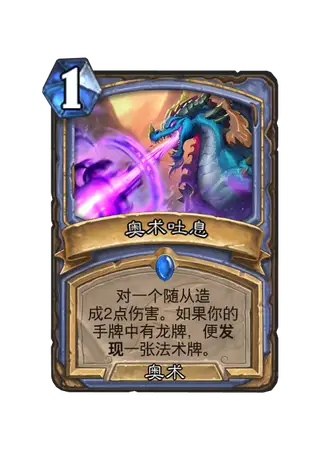 1
奥术吐息
对一个随从造
成2点伤害。如果你的
手牌中有龙牌，便发
现一张法术牌。
奥术